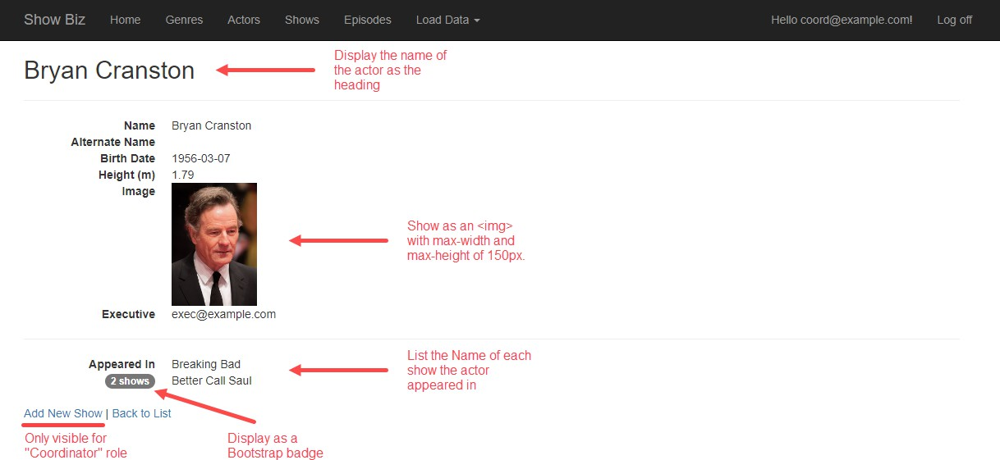 Show Biz Home Genres Actors Shows Episodes Load Data Hello coord@example.com! Log off
Bryan Cranston
Display the name of
the actor as the
heading
Name Bryan Cranston
Alternate Name
Birth Date 1956-03-07
Height (m) 1.79
Image
Show as an <img>
with max-width and
max-height of 150px.
Executive exec@example.com
Appeared In Breaking Bad
2 shows Better Call Saul
List the Name of each
show the actor
appeared in
Add New Show | Back to List
Only visible for
"Coordinator" role
Display as a
Bootstrap badge